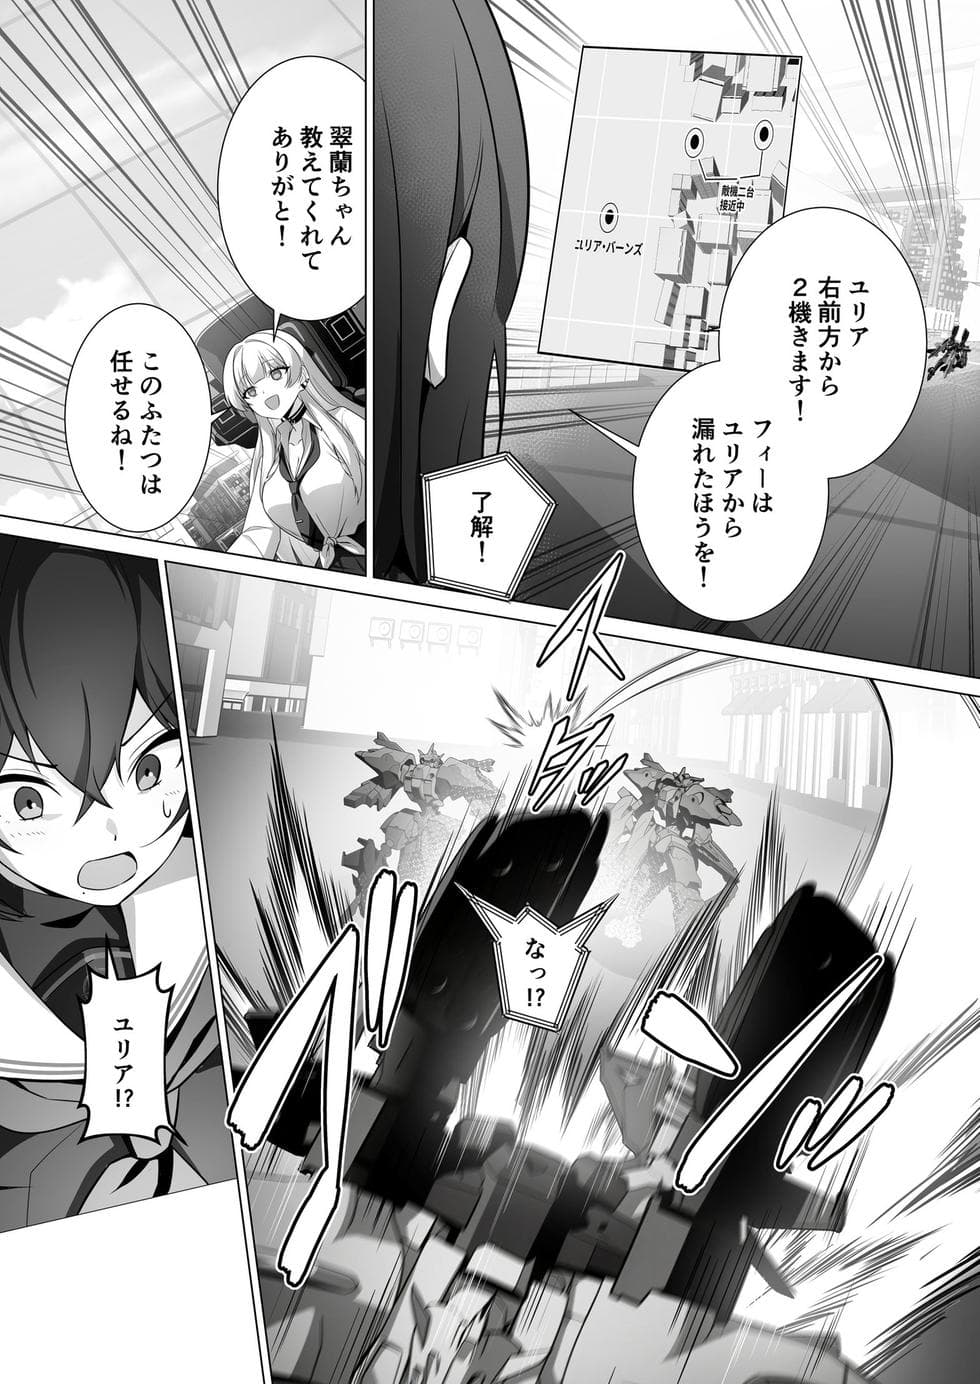 敵機二台
接近中
ユリア・バーンズ
ユリア
右前方から
2機きます！
フィーは
ユリアから
漏れたほうを！
了解！
翠蘭ちゃん
教えてくれて
ありがと！
このふたつは
任せるね！
なっ!?
ユリア!?